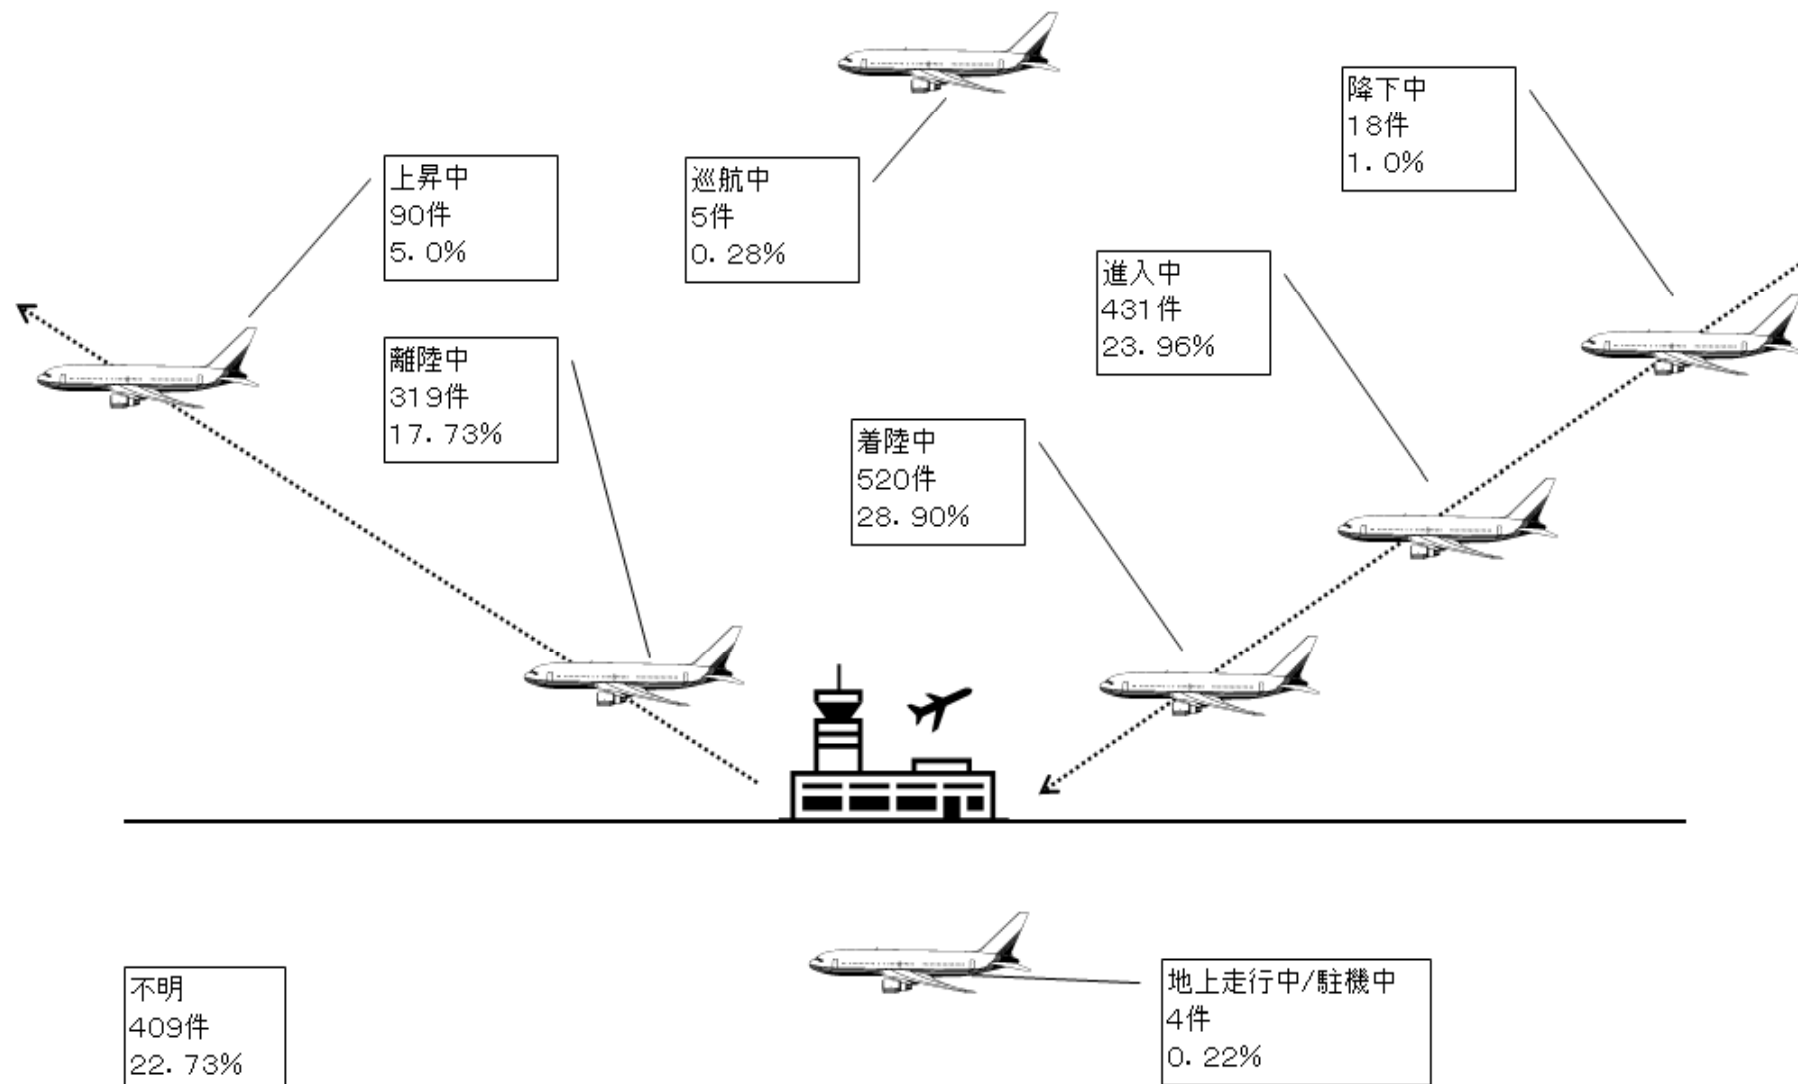 降下中
18件
1.0%
上昇中
90件
5.0%
巡航中
5件
0.28%
進入中
431件
23.96%
離陸中
319件
17.73%
着陸中
520件
28.90%
不明
409件
22.73%
地上走行中/駐機中
4件
0.22%